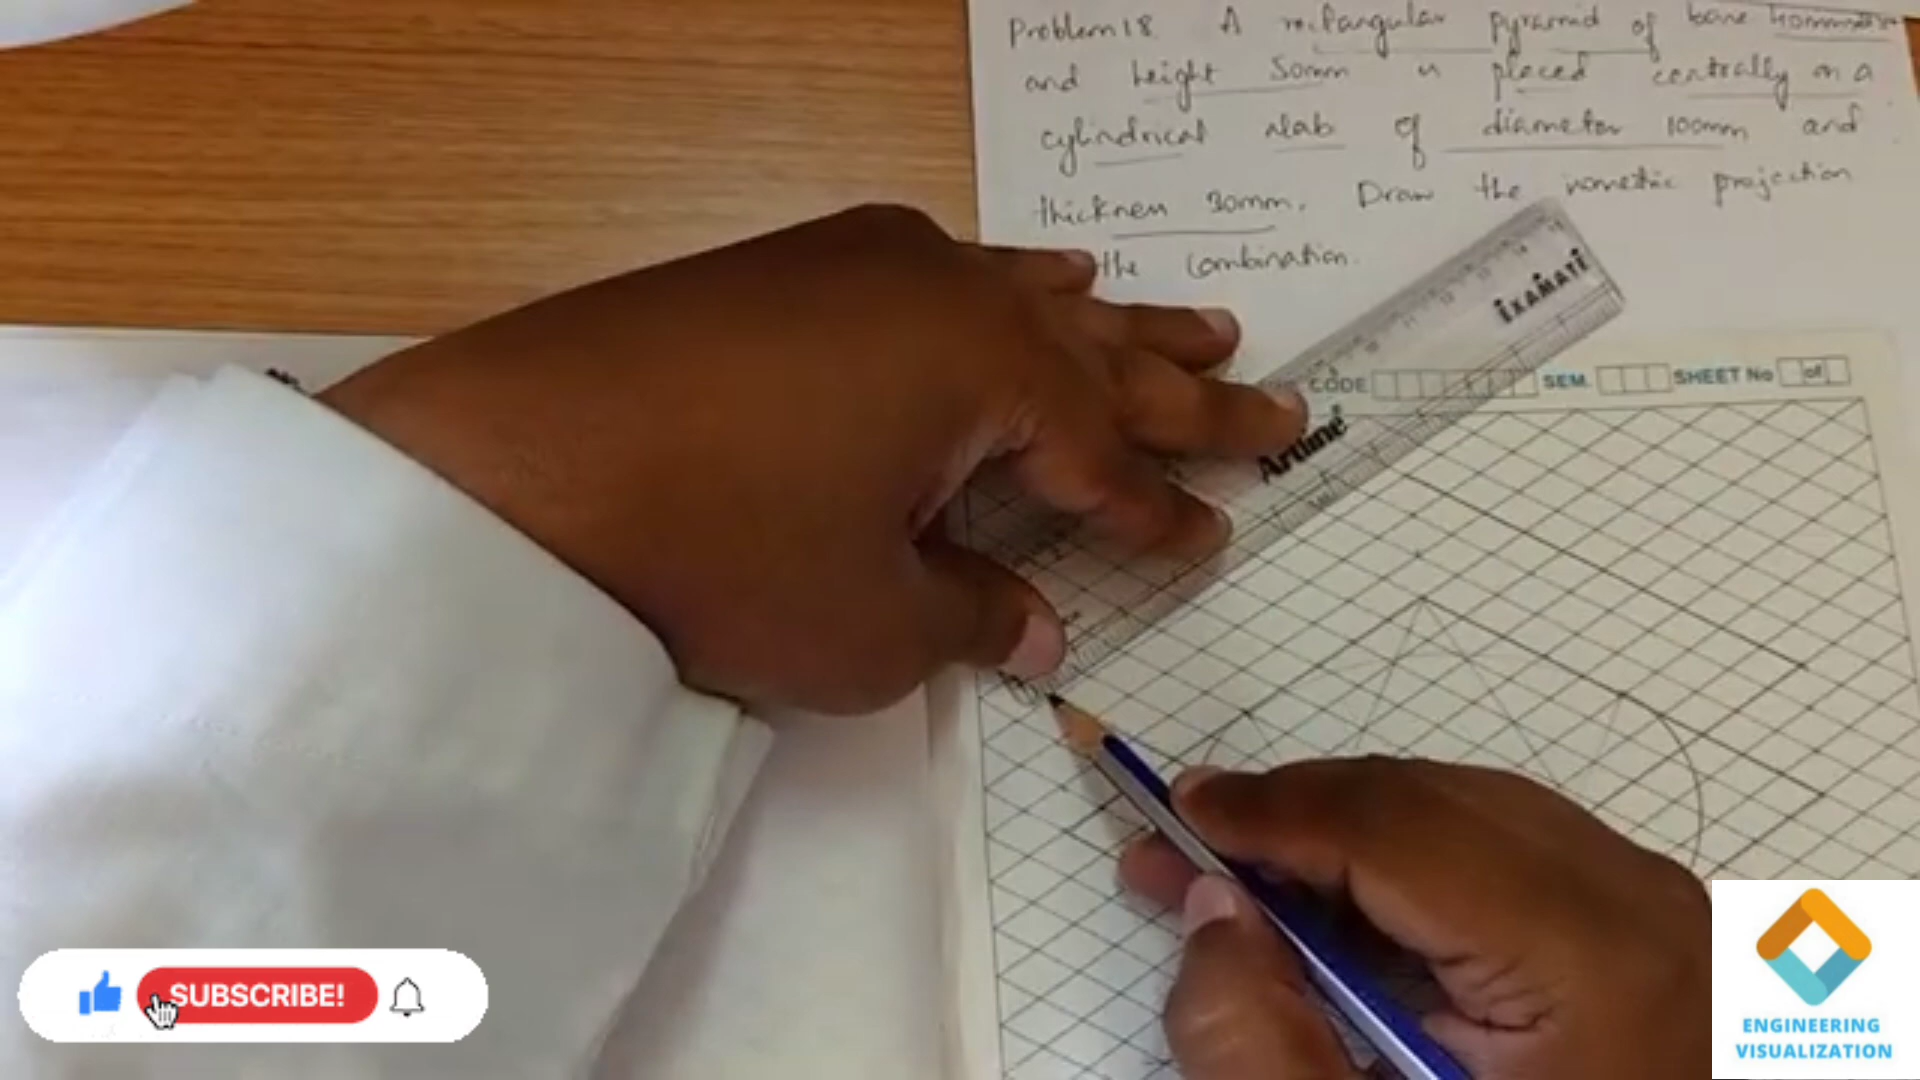 Problem 18. A rectangular pyramid of base
and height 50mm is placed centrally on a
cylindrical slab of diameter 100mm and
thickness 30mm. Draw the isometric projection
the combination.
iXAMATE
Artline
CODE SEM. SHEET No of
SUBSCRIBE!
ENGINEERING
VISUALIZATION